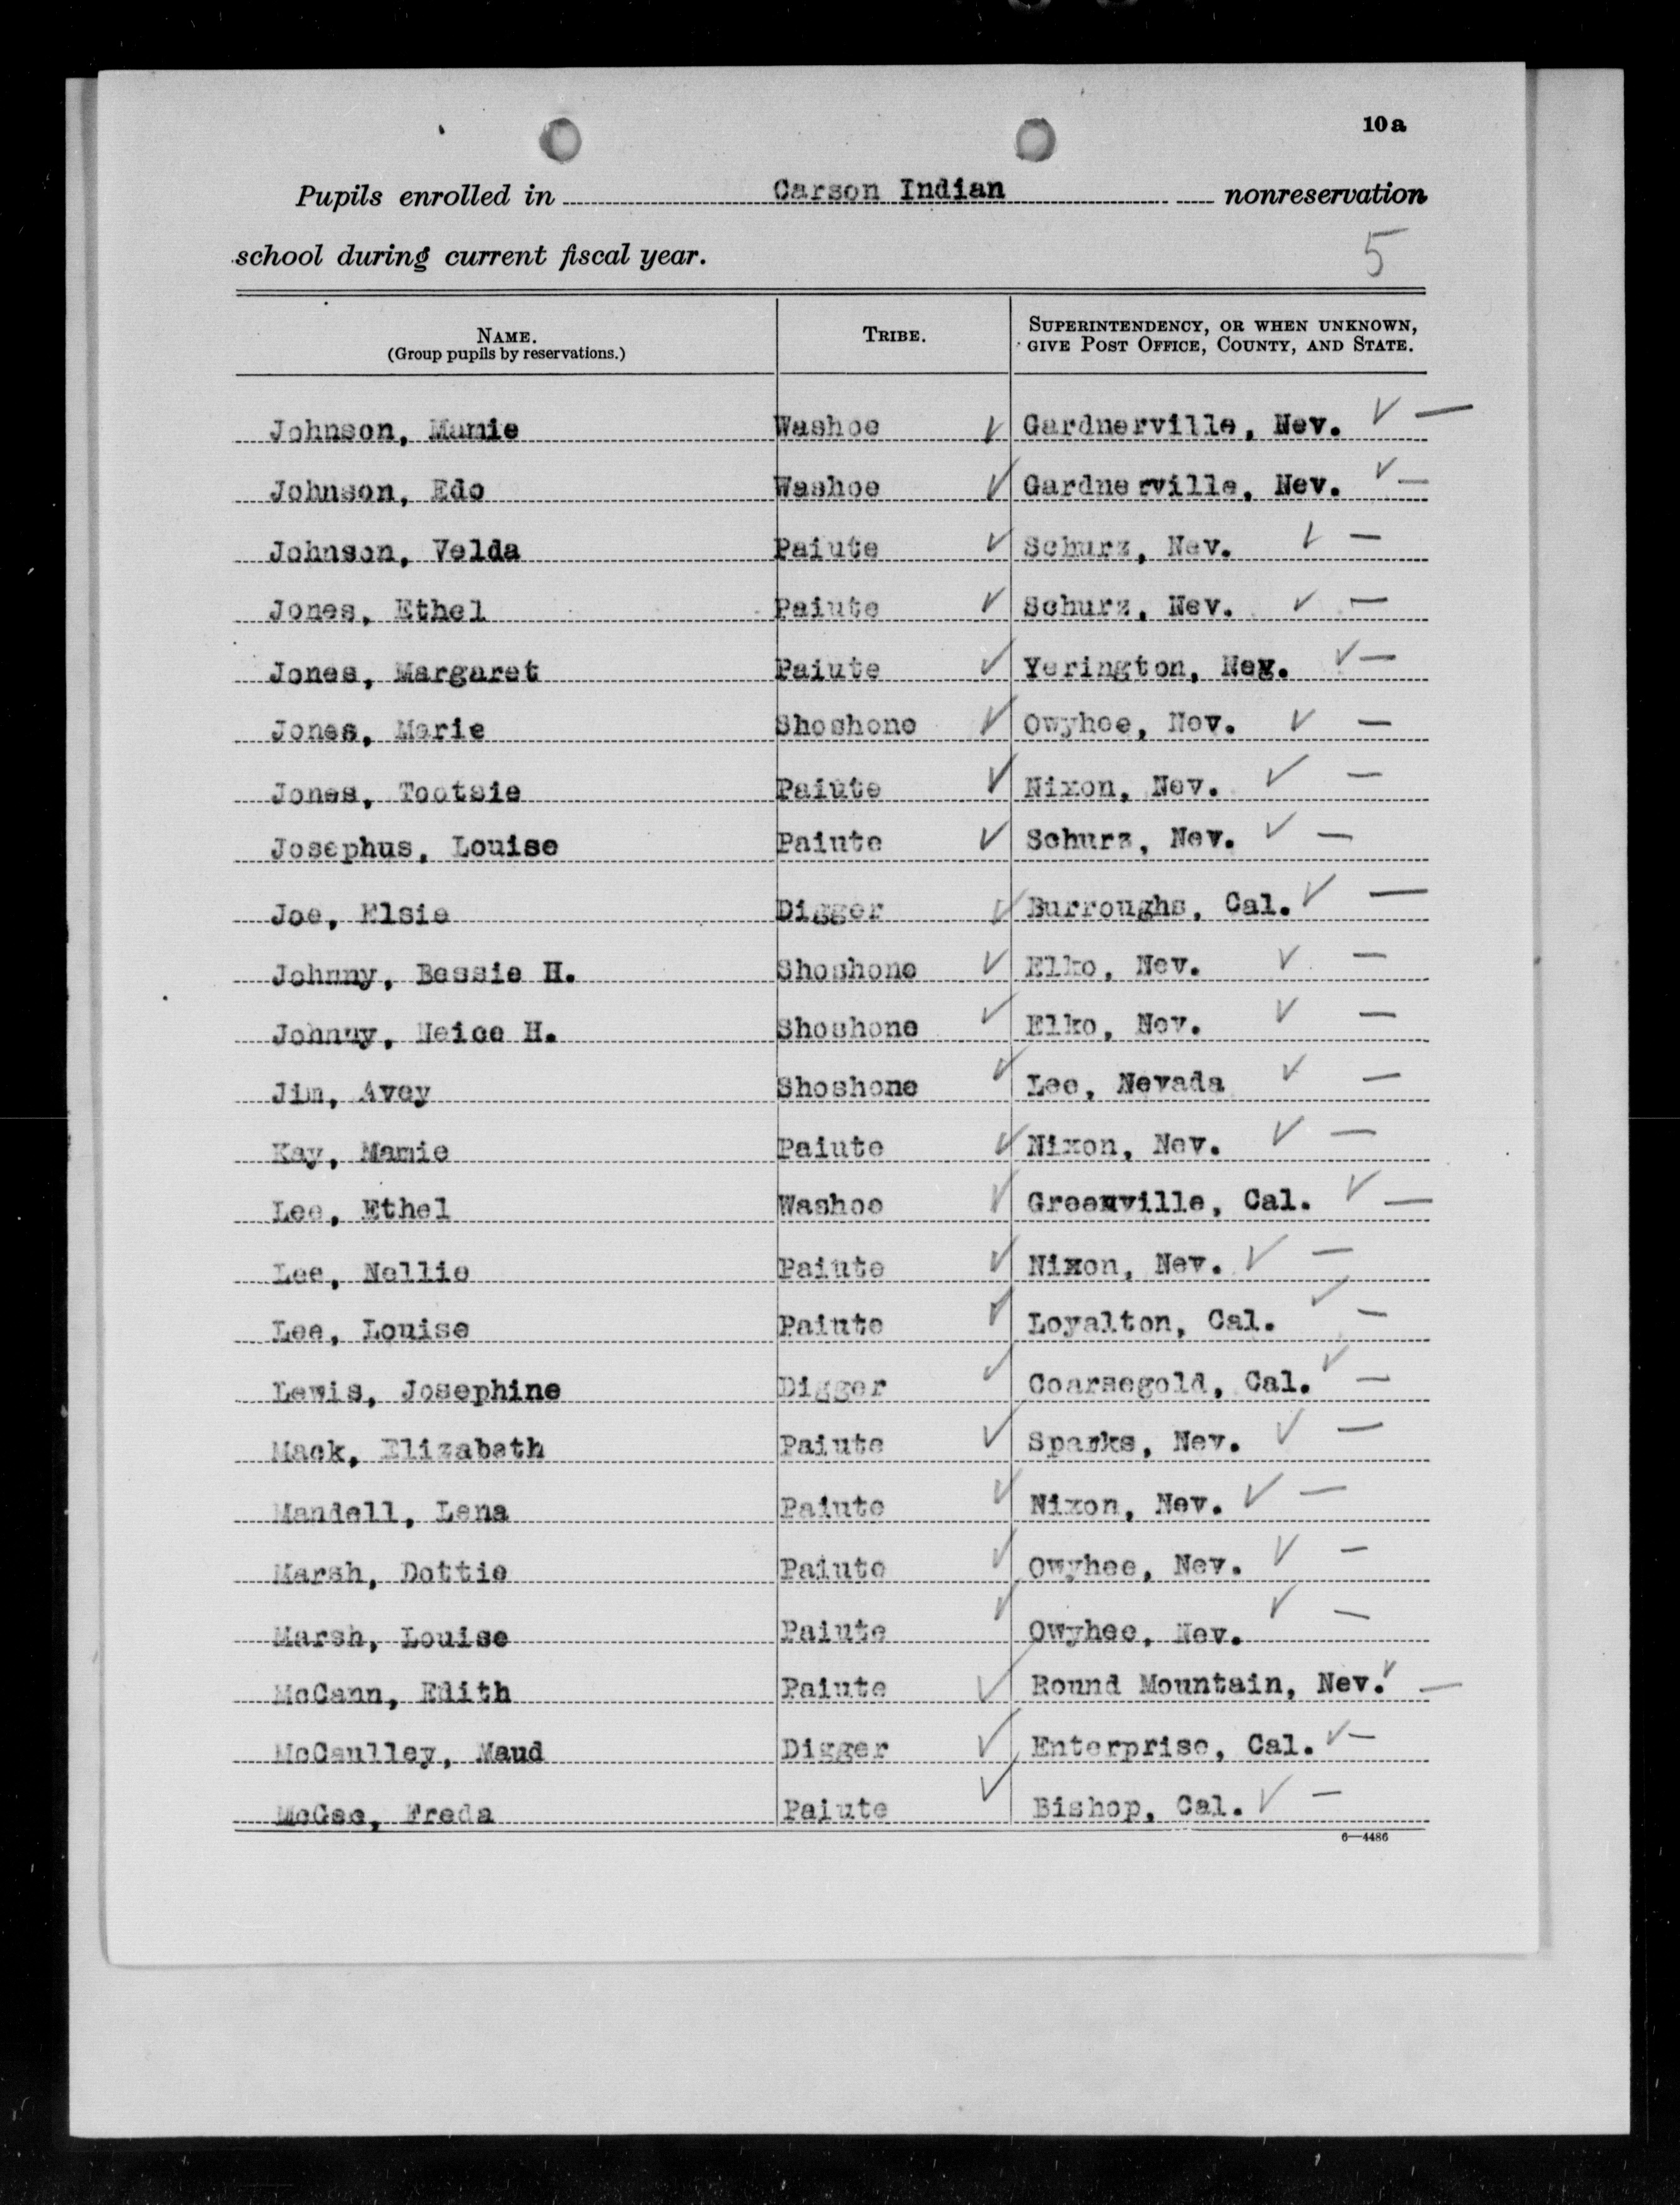 10a
Pupils enrolled in Carson Indian nonreservation
school during current fiscal year.
5
NAME. TRIBE. SUPERINTENDENCY, OR WHEN UNKNOWN,
(Group pupils by reservations.) GIVE POST OFFICE, COUNTY, AND STATE.
Johnson, Mamie Washoe ✓ Gardnerville, Nev. ✓ —
Johnson, Edo Washoe ✓ Gardnerville, Nev. ✓ —
Johnson, Velda Paiute ✓ Schurz, Nev. ✓ —
Jones, Ethel Paiute ✓ Schurz, Nev. ✓ —
Jones, Margaret Paiute ✓ Yerington, Nev. ✓ —
Jones, Marie Shoshone ✓ Owyhee, Nev. ✓ —
Jones, Tootsie Paiute ✓ Nixon, Nev. ✓ —
Josephus, Louise Paiute ✓ Schurz, Nev. ✓ —
Joe, Elsie Digger ✓ Burroughs, Cal. ✓ —
Johnny, Bessie H. Shoshone ✓ Elko, Nev. ✓ —
Johnny, Neice H. Shoshone ✓ Elko, Nev. ✓ —
Jim, Avey Shoshone ✓ Lee, Nevada ✓ —
Kay, Mamie Paiute ✓ Nixon, Nev. ✓ —
Lee, Ethel Washoe ✓ Greenville, Cal. ✓ —
Lee, Nellie Paiute ✓ Nixon, Nev. ✓ —
Lee, Louise Paiute ✓ Loyalton, Cal. ✓ —
Lewis, Josephine Digger ✓ Coarsegold, Cal. ✓ —
Mack, Elizabeth Paiute ✓ Sparks, Nev. ✓ —
Mandell, Lena Paiute ✓ Nixon, Nev. ✓ —
Marsh, Dottie Paiute ✓ Owyhee, Nev. ✓ —
Marsh, Louise Paiute ✓ Owyhee, Nev. ✓ —
McCann, Edith Paiute ✓ Round Mountain, Nev. ✓ —
McCaulley, Maud Digger ✓ Enterprise, Cal. ✓ —
McGee, Freda Paiute ✓ Bishop, Cal. ✓ —
6—4486